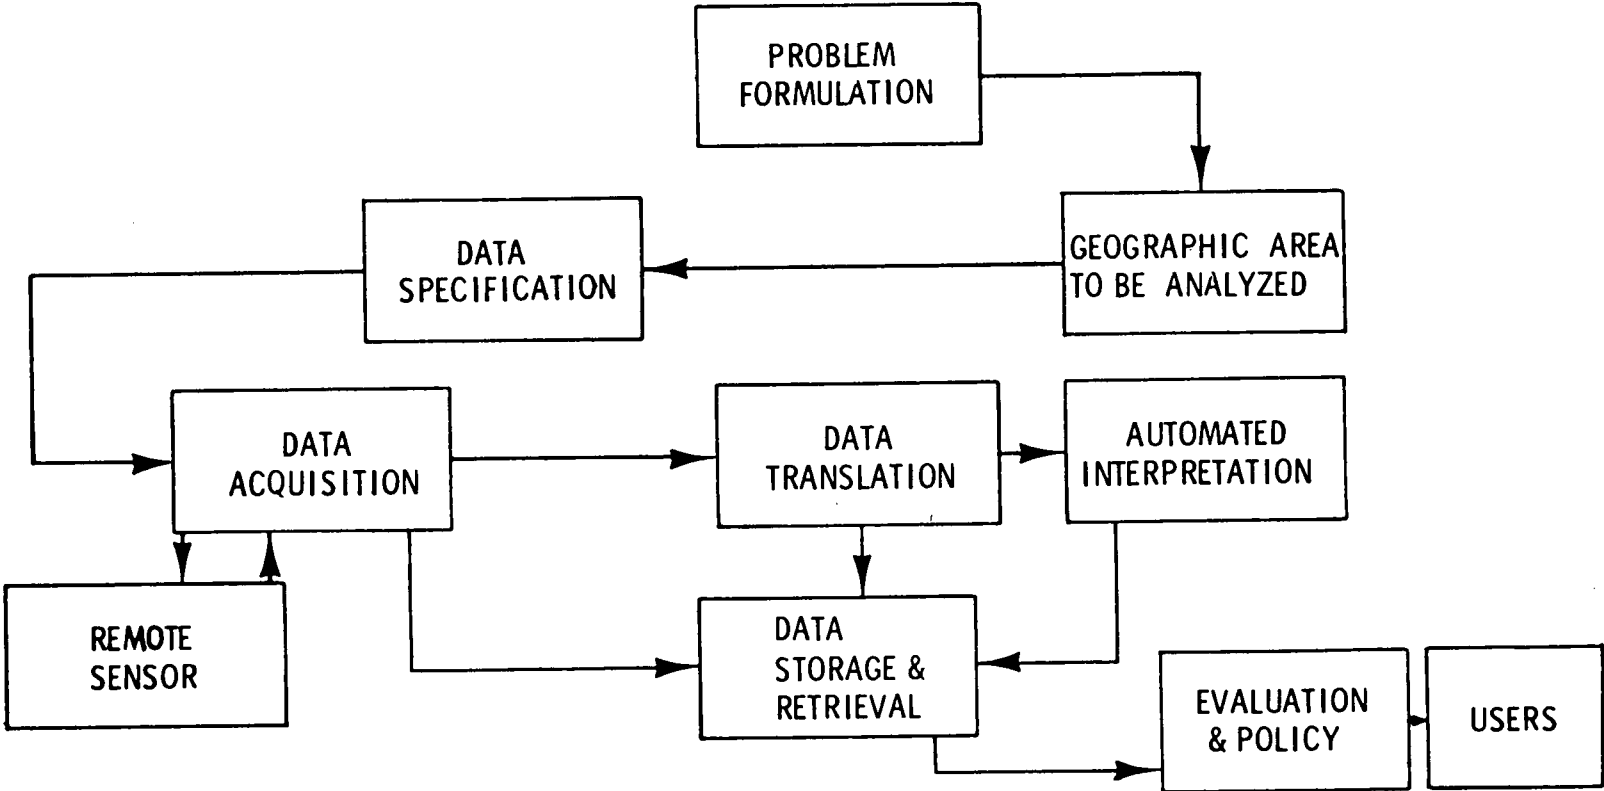 PROBLEM
FORMULATION
DATA
SPECIFICATION
GEOGRAPHIC AREA
TO BE ANALYZED
DATA
ACQUISITION
DATA
TRANSLATION
AUTOMATED
INTERPRETATION
REMOTE
SENSOR
DATA
STORAGE &
RETRIEVAL
EVALUATION
& POLICY
USERS